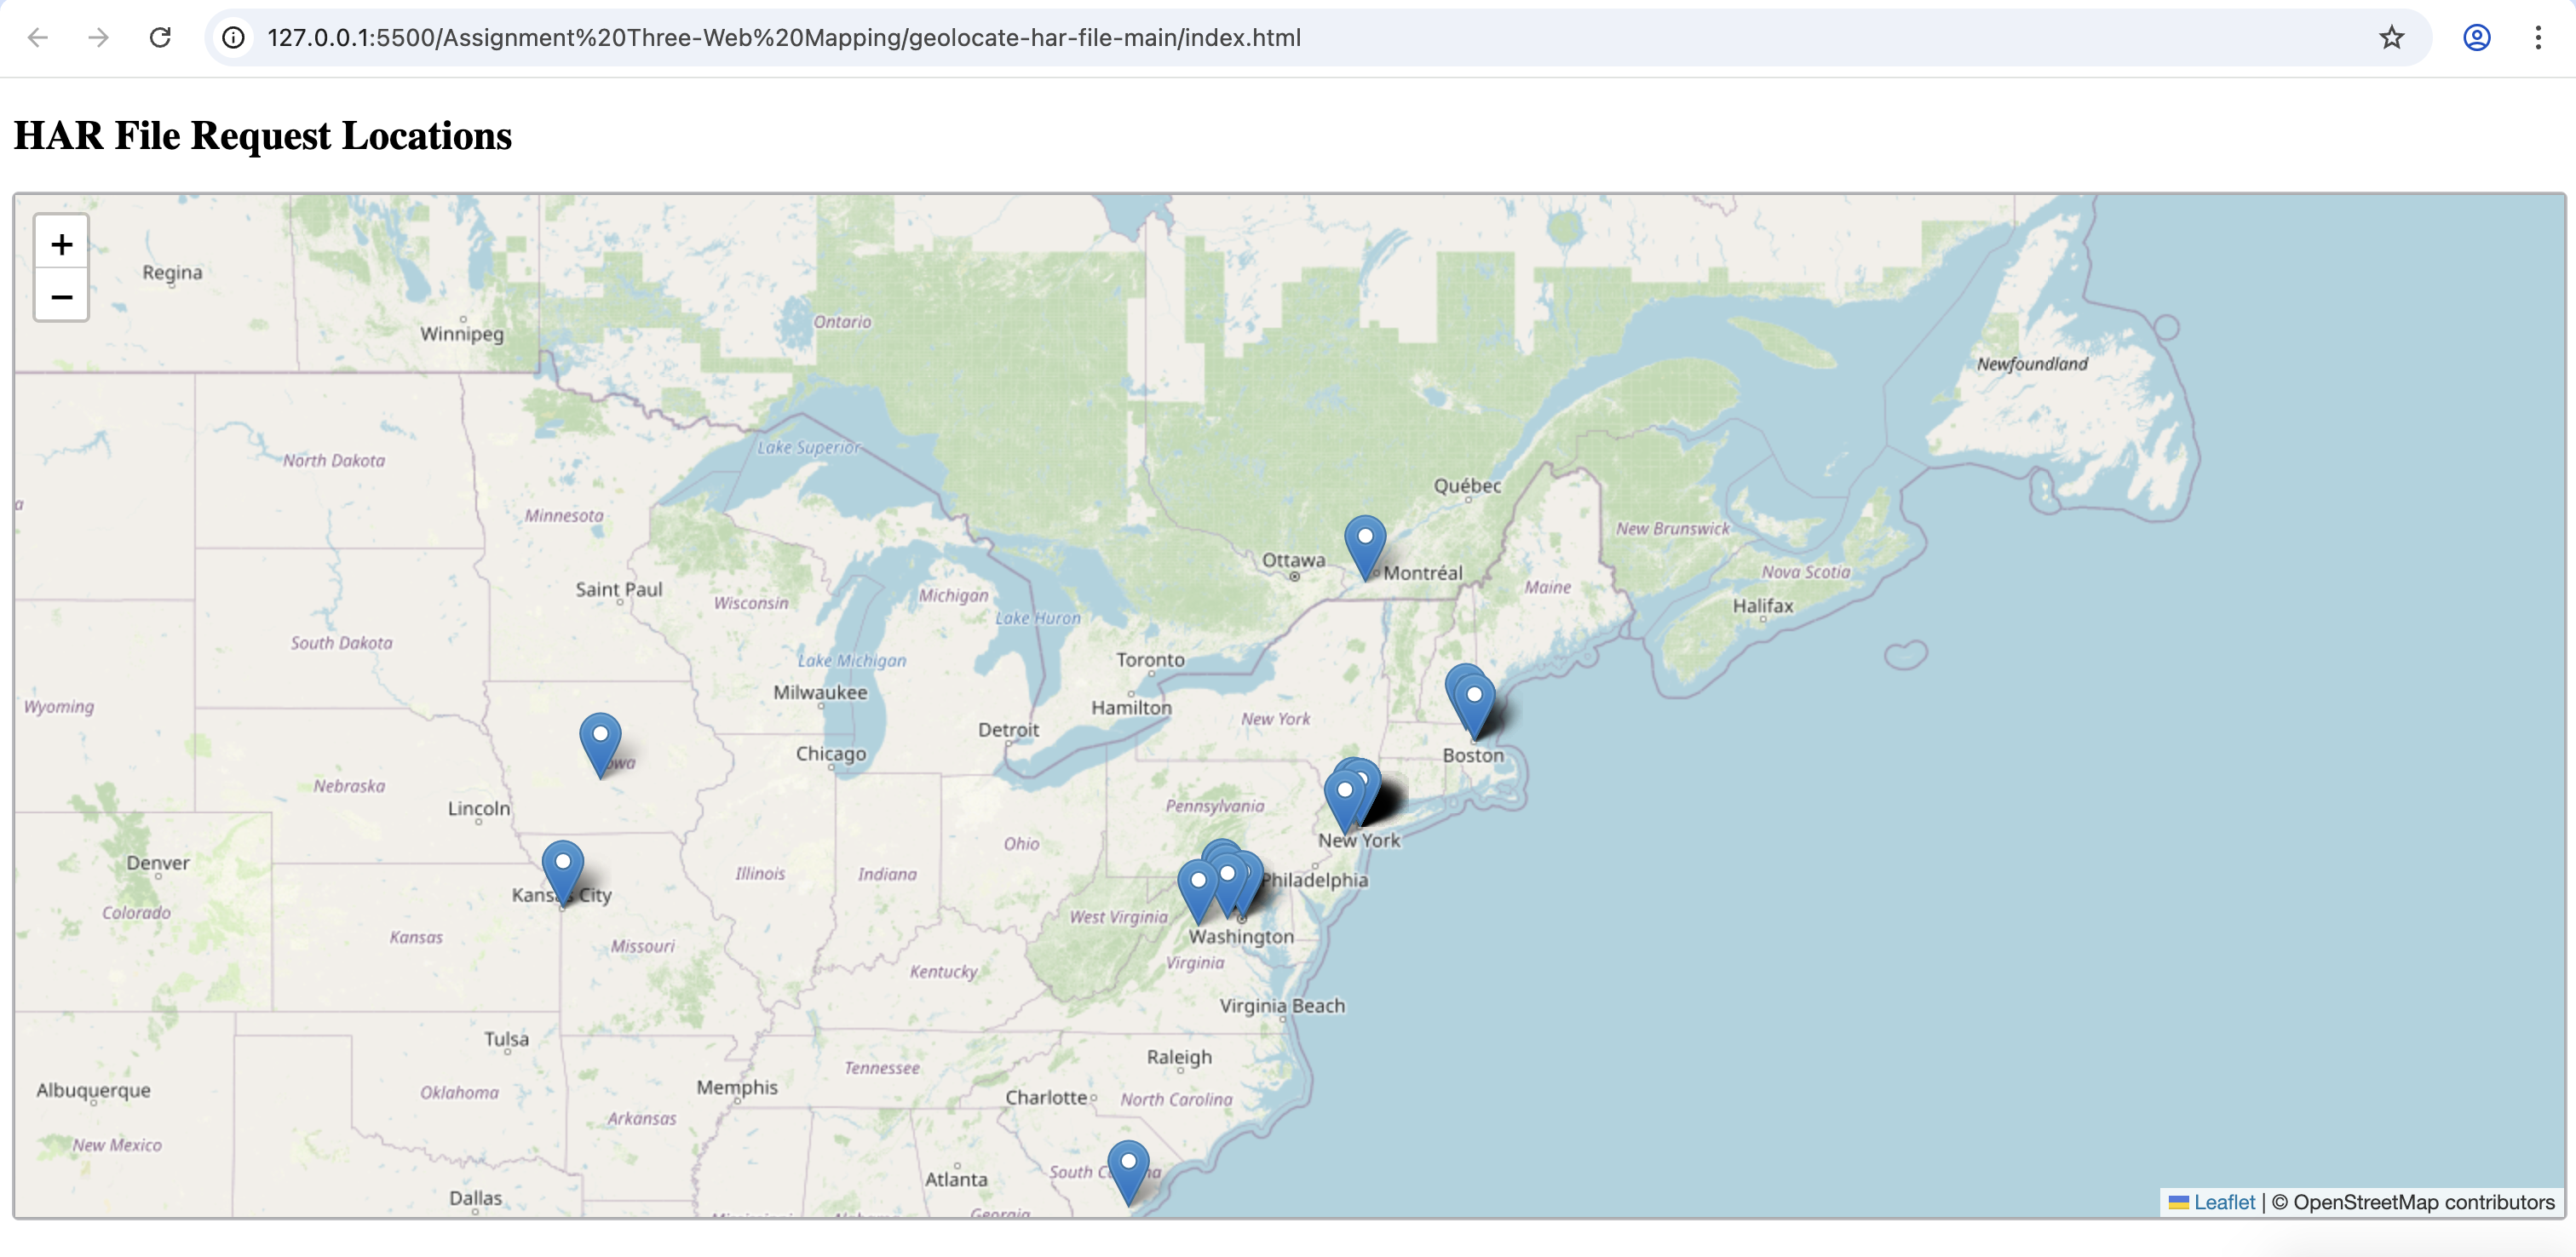 127.0.0.1:5500/Assignment%20Three-Web%20Mapping/geolocate-har-file-main/index.html
HAR File Request Locations
+
−
Regina
Winnipeg
Ontario
Newfoundland
Lake Superior
North Dakota
Québec
Minnesota
New Brunswick
Ottawa
Montréal
Nova Scotia
Saint Paul
Wisconsin
Michigan
Maine
Halifax
Lake Huron
South Dakota
Toronto
Lake Michigan
Milwaukee
Wyoming
Hamilton
New York
Detroit
Chicago
Boston
Nebraska
Pennsylvania
Lincoln
New York
Ohio
Denver
Illinois
Indiana
Philadelphia
Kansas City
Colorado
West Virginia
Kansas
Missouri
Washington
Virginia
Kentucky
Virginia Beach
Tulsa
Raleigh
Tennessee
Albuquerque
Oklahoma
Memphis
Charlotte
North Carolina
Arkansas
New Mexico
South
Atlanta
Dallas
Georgia
Leaflet | © OpenStreetMap contributors